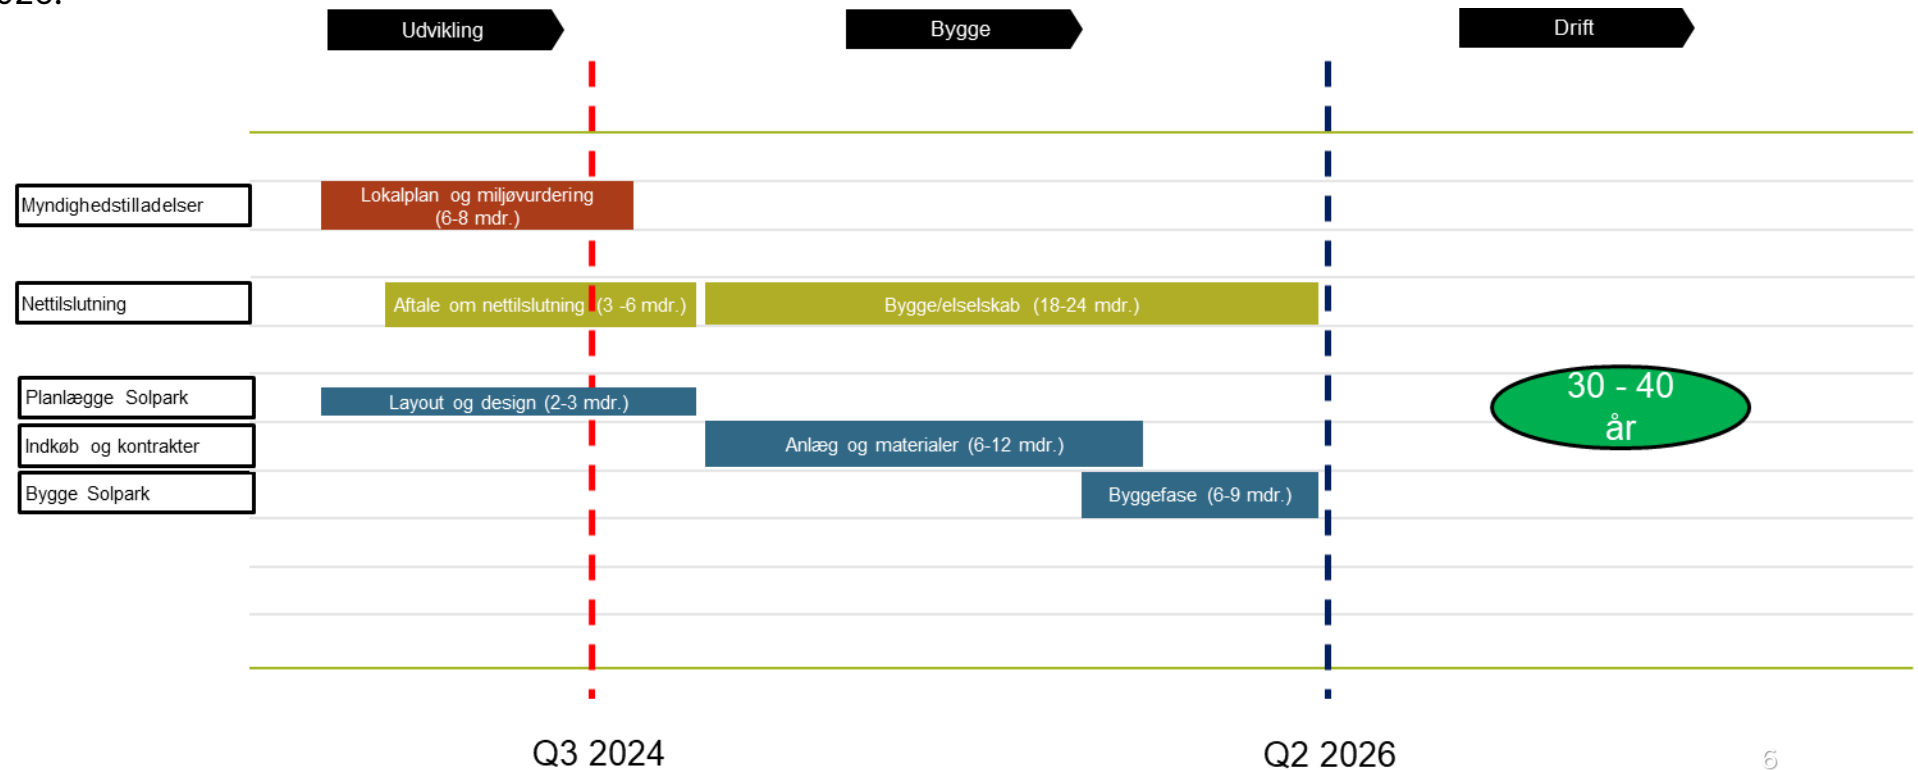 Udvikling
Bygge
Drift
Myndighedstilladelser
Lokalplan og miljøvurdering
(6-8 mdr.)
Nettilslutning
Aftale om nettilslutning (3 -6 mdr.)
Bygge/elselskab (18-24 mdr.)
Planlægge Solpark
Layout og design (2-3 mdr.)
30 - 40
år
Indkøb og kontrakter
Anlæg og materialer (6-12 mdr.)
Bygge Solpark
Byggefase (6-9 mdr.)
Q3 2024
Q2 2026
6